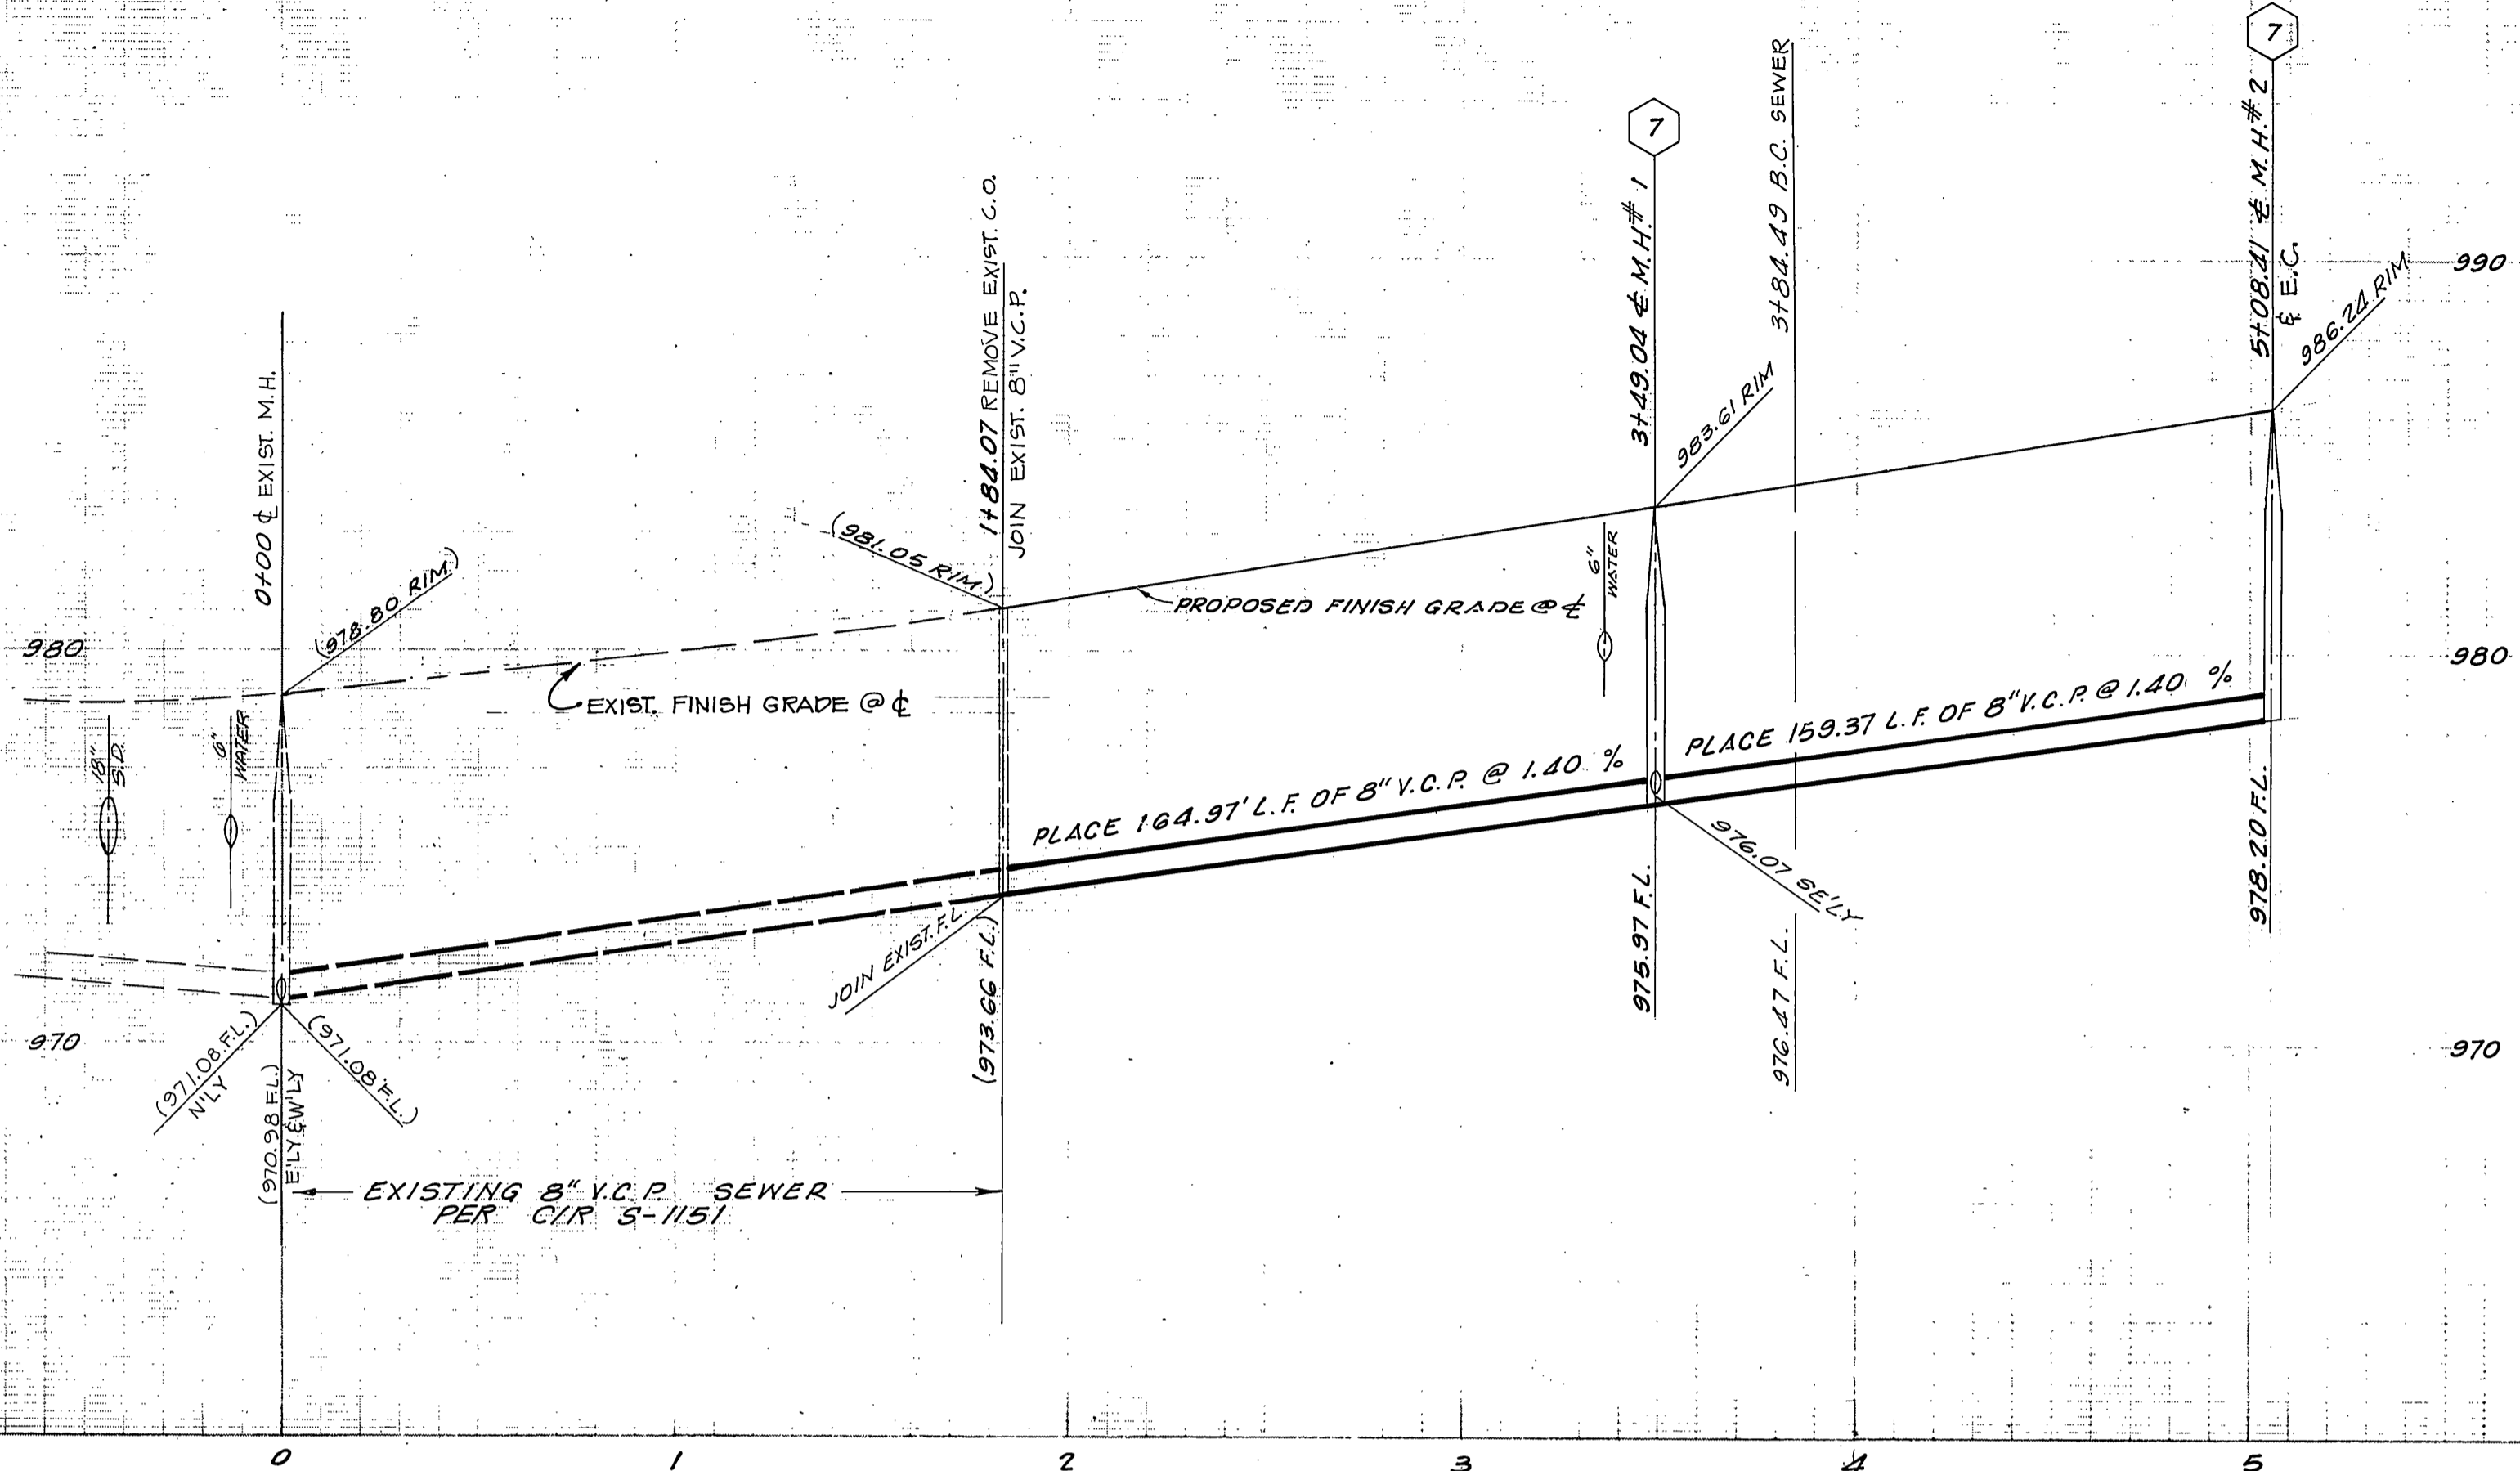 7
7
5+08.41 ℄ M.H.# 2
& E.C.
986.24 RIM
990
3+84.49 B.C. SEWER
3+49.04 ℄ M.H.# 1
983.61 RIM
1+84.07 REMOVE EXIST. C.O.
JOIN EXIST. 8" V.C.P.
(981.05 RIM)
0+00 ℄ EXIST. M.H.
(978.80 RIM)
980
980
6"
WATER
PROPOSED FINISH GRADE @ ℄
EXIST. FINISH GRADE @ ℄
18"
S.D.
6"
WATER
PLACE 164.97' L.F. OF 8" V.C.P. @ 1.40 %
PLACE 159.37 L.F. OF 8" V.C.P. @ 1.40 %
976.07 SE'LY
975.97 F.L.
976.47 F.L.
978.20 F.L.
JOIN EXIST. F.L.
(973.66 F.L.)
970
970
(971.08 F.L.)
N'LY
(970.98 F.L.)
E'LY & W'LY
(971.08 F.L.)
EXISTING 8" V.C.P. SEWER
PER C/R S-1151
0 1 2 3 4 5